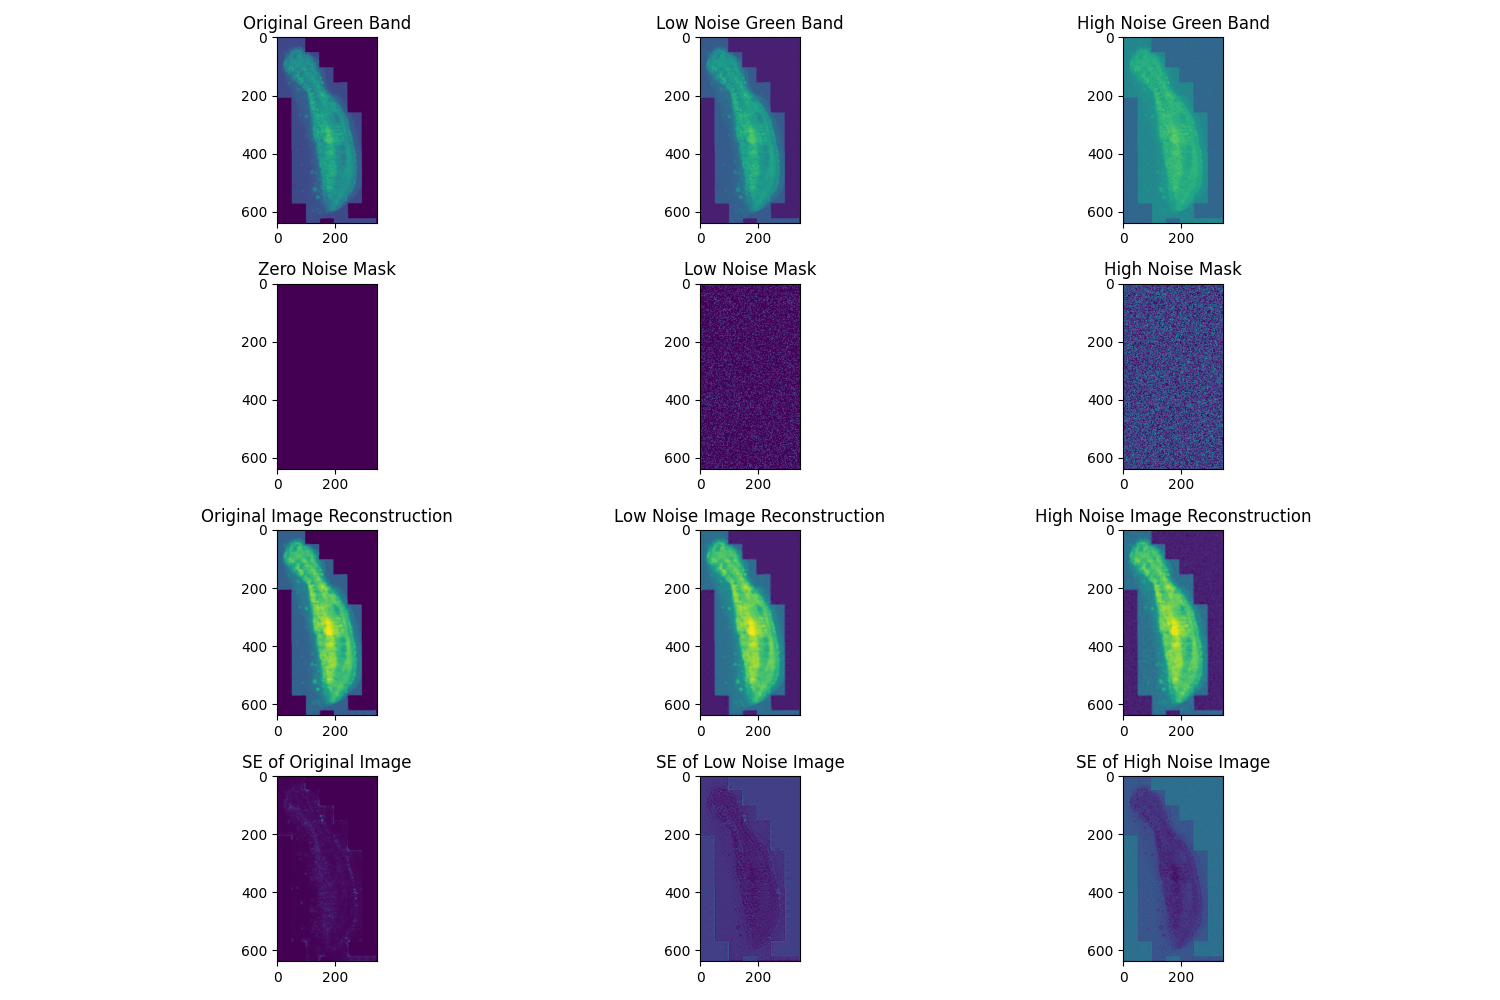 Original Green Band Low Noise Green Band High Noise Green Band
0 0 0
200 200 200
400 400 400
600 600 600
0 200 0 200 0 200
Zero Noise Mask Low Noise Mask High Noise Mask
0 0 0
200 200 200
400 400 400
600 600 600
0 200 0 200 0 200
Original Image Reconstruction Low Noise Image Reconstruction High Noise Image Reconstruction
0 0 0
200 200 200
400 400 400
600 600 600
0 200 0 200 0 200
SE of Original Image SE of Low Noise Image SE of High Noise Image
0 0 0
200 200 200
400 400 400
600 600 600
0 200 0 200 0 200